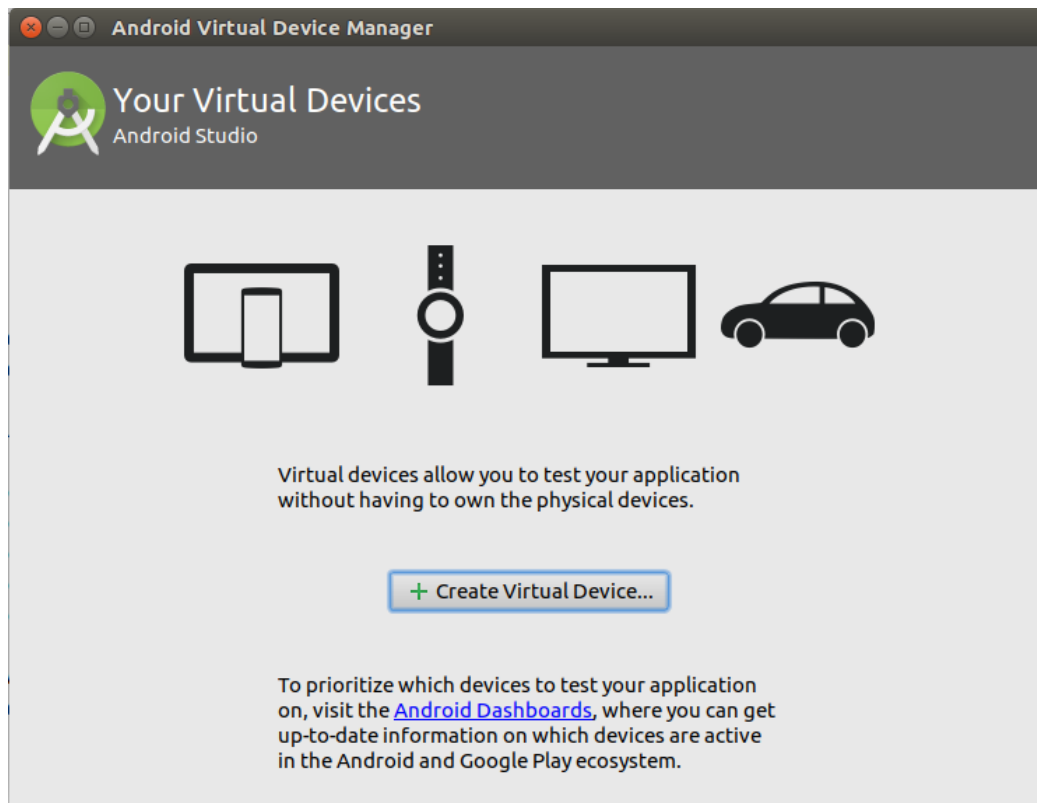 Android Virtual Device Manager
Your Virtual Devices
Android Studio
Virtual devices allow you to test your application
without having to own the physical devices.
+ Create Virtual Device...
To prioritize which devices to test your application
on, visit the Android Dashboards, where you can get
up-to-date information on which devices are active
in the Android and Google Play ecosystem.